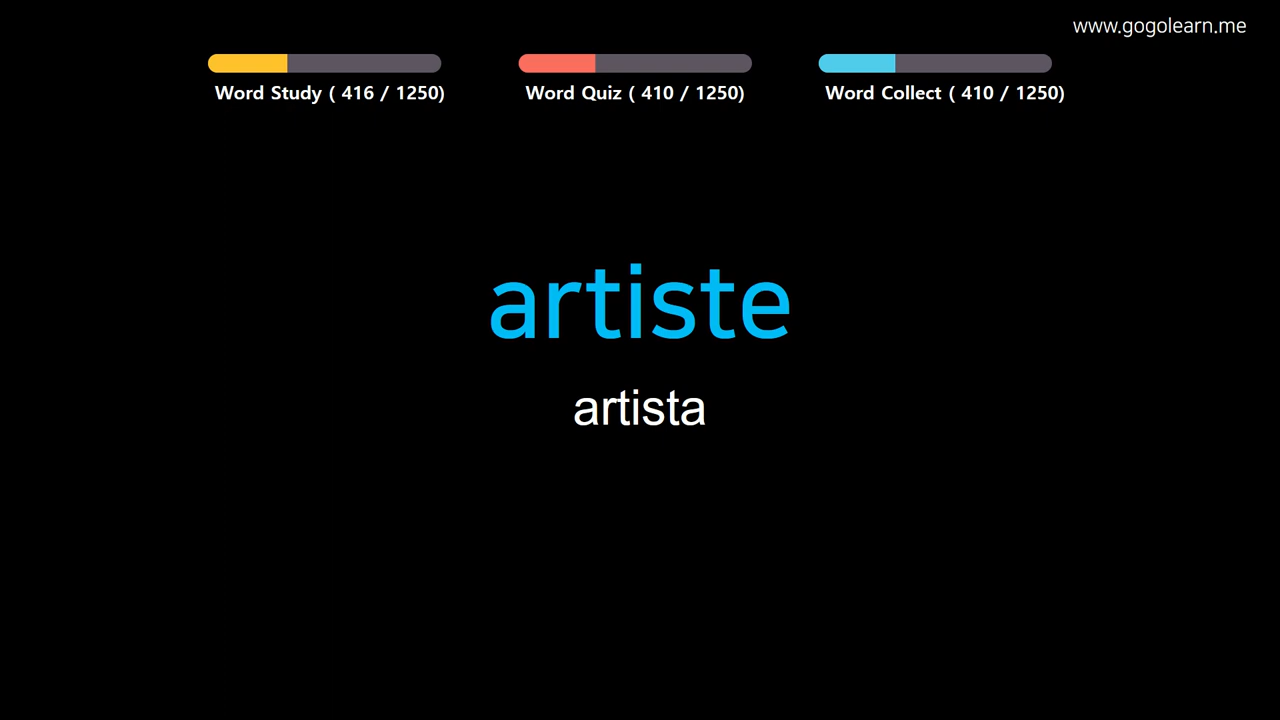 www.gogolearn.me
Word Study ( 416 / 1250)
Word Quiz ( 410 / 1250)
Word Collect ( 410 / 1250)
artiste
artista